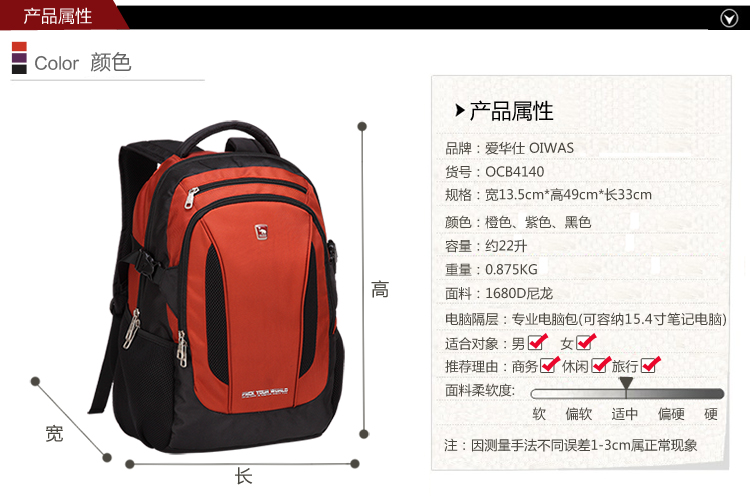 产品属性
Color 颜色
高
宽
长
PACK YOUR WORLD
产品属性
品牌：爱华仕 OIWAS
货号：OCB4140
规格：宽13.5cm*高49cm*长33cm
颜色：橙色、紫色、黑色
容量：约22升
重量：0.875KG
面料：1680D尼龙
电脑隔层：专业电脑包(可容纳15.4寸笔记电脑)
适合对象：男 女
推荐理由：商务 休闲 旅行
面料柔软度:
软 偏软 适中 偏硬 硬
注：因测量手法不同误差1-3cm属正常现象